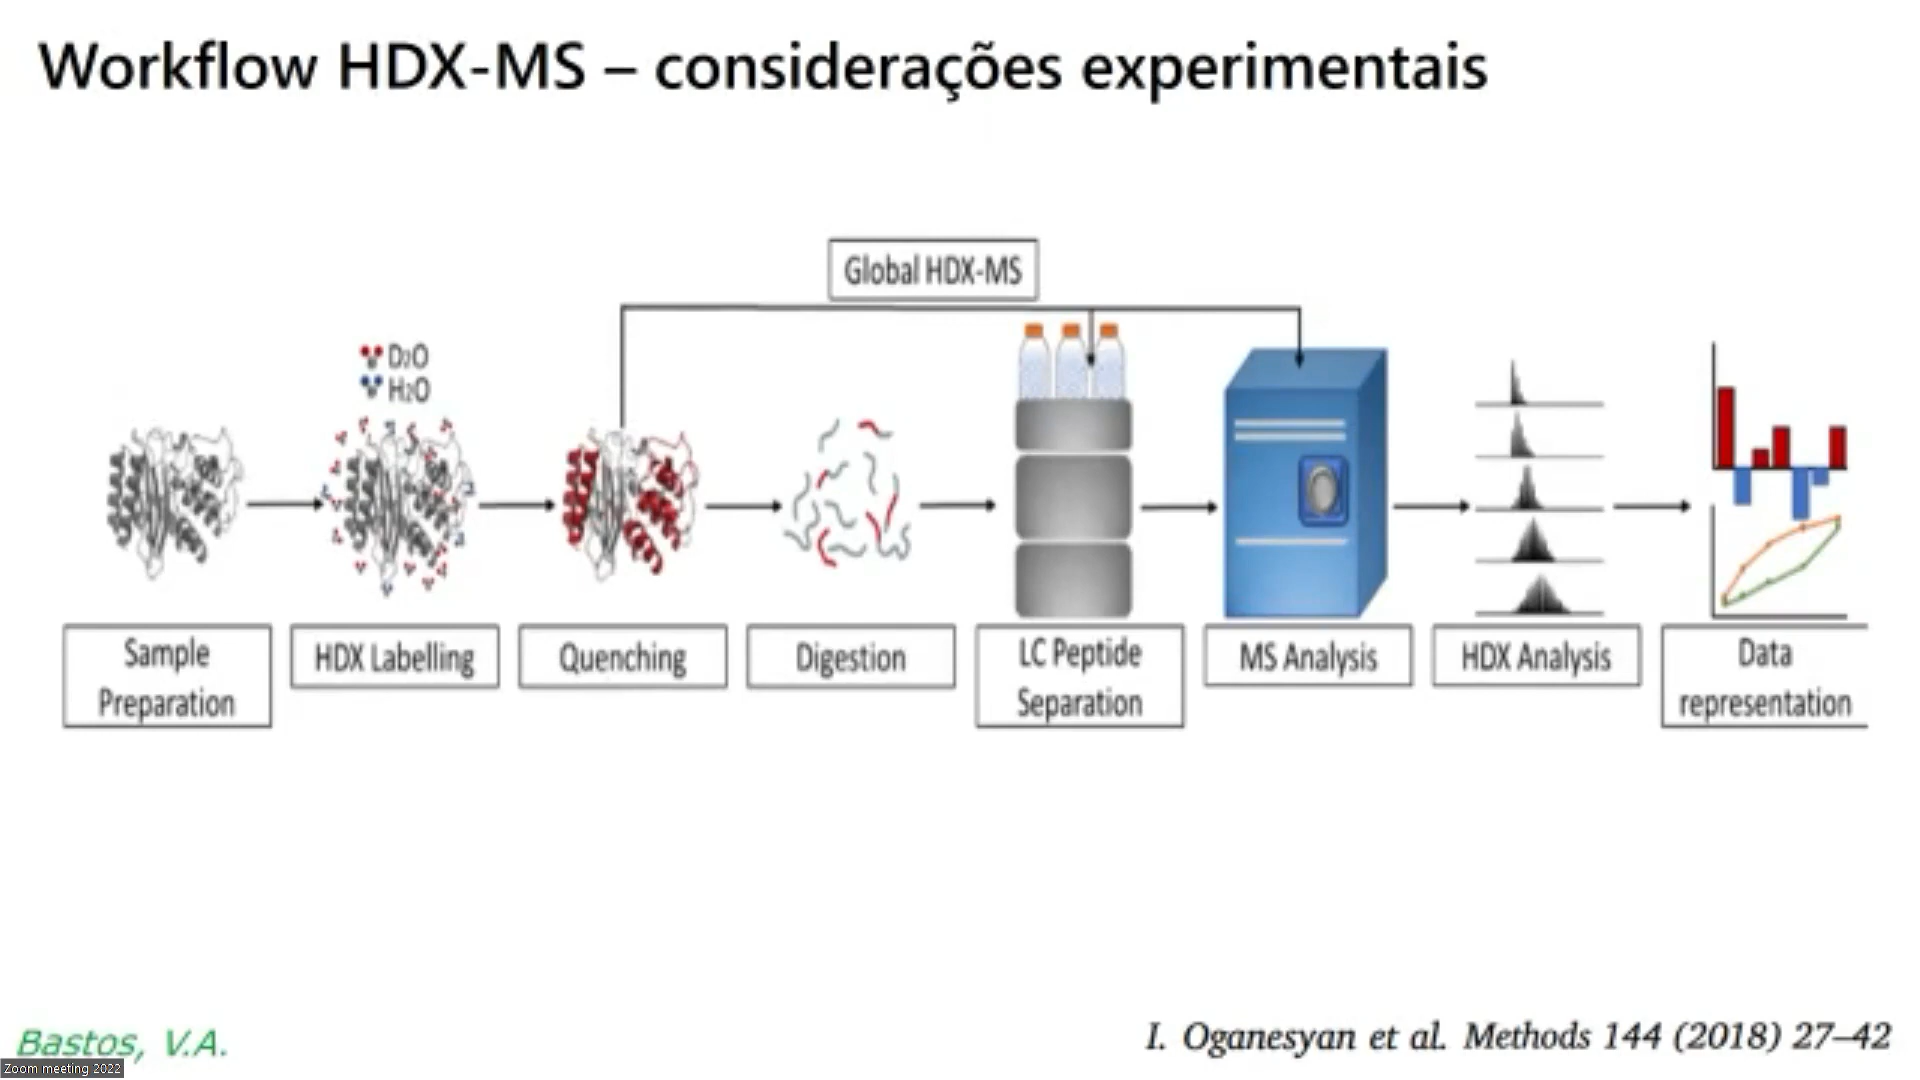 Workflow HDX-MS – considerações experimentais
Global HDX-MS
D2O
H2O
Sample
Preparation
HDX Labelling
Quenching
Digestion
LC Peptide
Separation
MS Analysis
HDX Analysis
Data
representation
Bastos, V.A.
I. Oganesyan et al. Methods 144 (2018) 27–42
Zoom meeting 2022